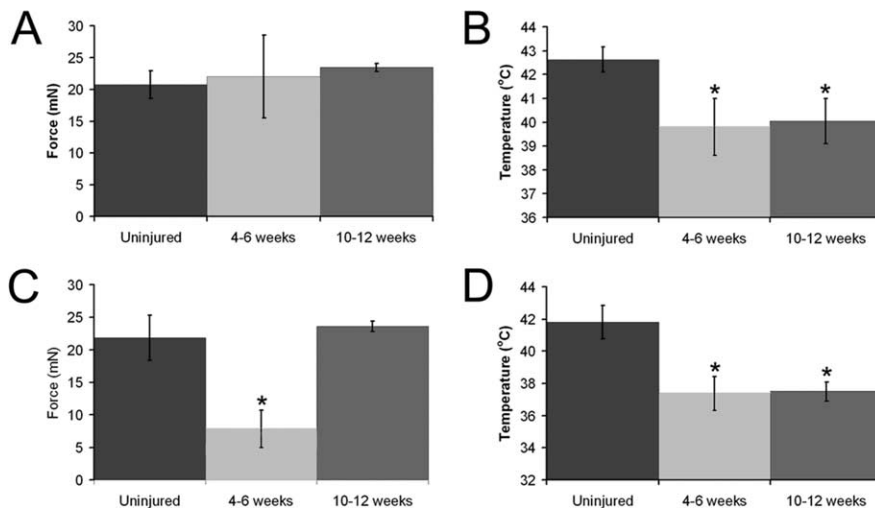 A
Force (mN)
30
25
20
15
10
5
0
Uninjured 4-6 weeks 10-12 weeks
B
Temperature (°C)
44
43
42
41
40
39
38
37
36
* *
Uninjured 4-6 weeks 10-12 weeks
C
Force (mN)
30
25
20
15
10
5
0
*
Uninjured 4-6 weeks 10-12 weeks
D
Temperature (°C)
44
42
40
38
36
34
32
* *
Uninjured 4-6 weeks 10-12 weeks